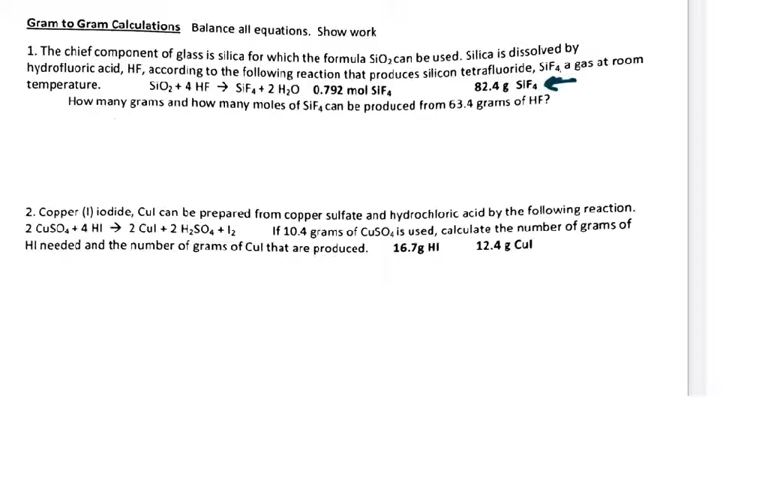 Gram to Gram Calculations Balance all equations. Show work
1. The chief component of glass is silica for which the formula SiO₂ can be used. Silica is dissolved by
hydrofluoric acid, HF, according to the following reaction that produces silicon tetrafluoride, SiF₄ a gas at room
temperature. SiO₂ + 4 HF → SiF₄ + 2 H₂O 0.792 mol SiF₄ 82.4 g SiF₄
How many grams and how many moles of SiF₄ can be produced from 63.4 grams of HF?
2. Copper (I) iodide, CuI can be prepared from copper sulfate and hydrochloric acid by the following reaction.
2 CuSO₄ + 4 HI → 2 CuI + 2 H₂SO₄ + I₂ If 10.4 grams of CuSO₄ is used, calculate the number of grams of
HI needed and the number of grams of CuI that are produced. 16.7g HI 12.4 g CuI